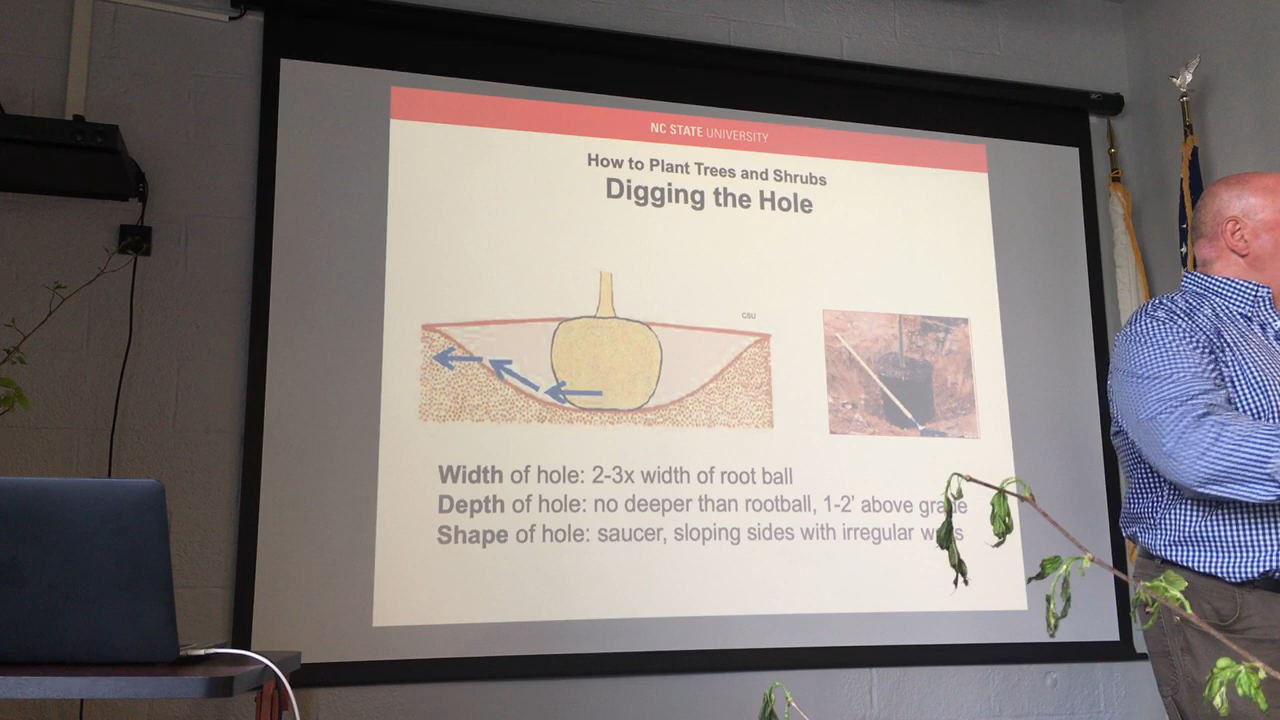 NC STATE UNIVERSITY
How to Plant Trees and Shrubs
Digging the Hole
CSU
Width of hole: 2-3x width of root ball
Depth of hole: no deeper than rootball, 1-2' above grade
Shape of hole: saucer, sloping sides with irregular